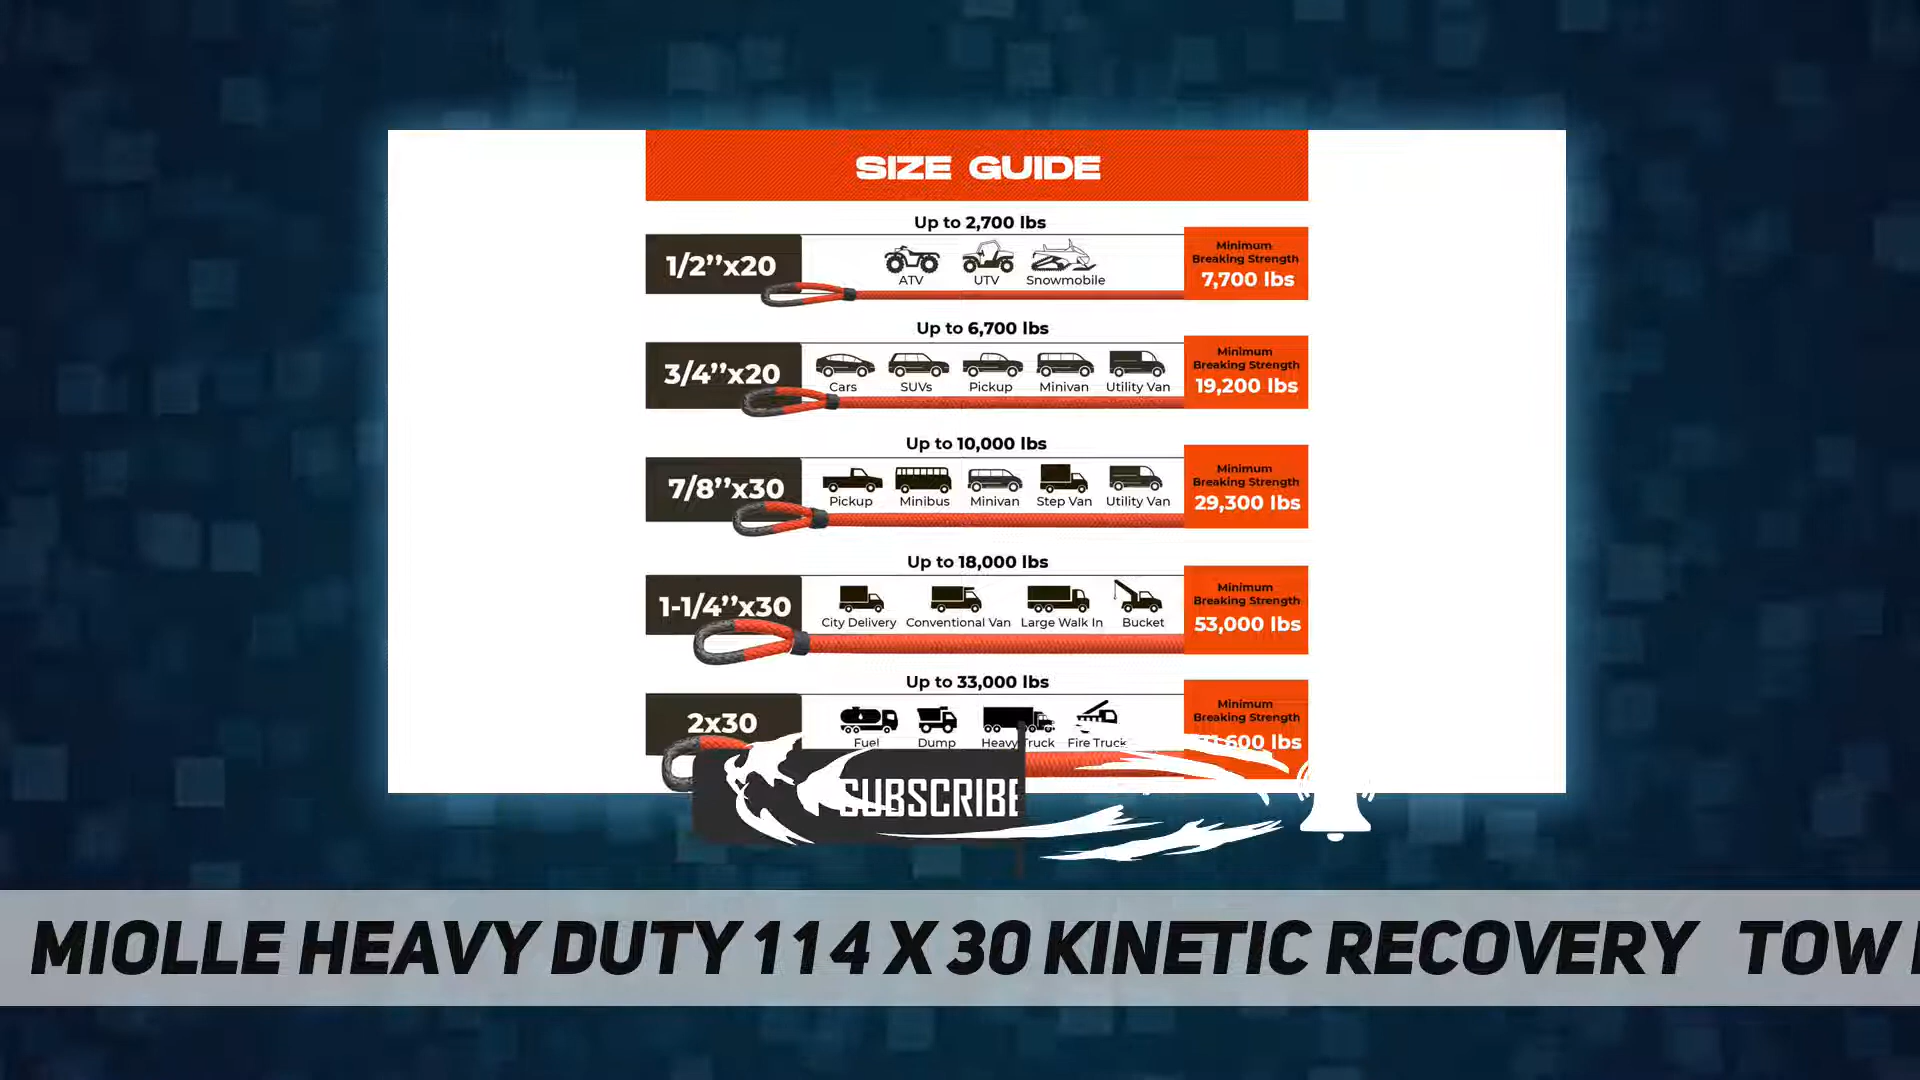 SIZE GUIDE
Up to 2,700 lbs
1/2’’x20
ATV UTV Snowmobile
Minimum
Breaking Strength
7,700 lbs
Up to 6,700 lbs
3/4’’x20
Cars SUVs Pickup Minivan Utility Van
Minimum
Breaking Strength
19,200 lbs
Up to 10,000 lbs
7/8’’x30
Pickup Minibus Minivan Step Van Utility Van
Minimum
Breaking Strength
29,300 lbs
Up to 18,000 lbs
1-1/4’’x30
City Delivery Conventional Van Large Walk In Bucket
Minimum
Breaking Strength
53,000 lbs
Up to 33,000 lbs
2x30
Fuel Dump Heavy Truck Fire Truck
Minimum
Breaking Strength
lbs
SUBSCRIBE
MIOLLE HEAVY DUTY 114 X 30 KINETIC RECOVERY TOW